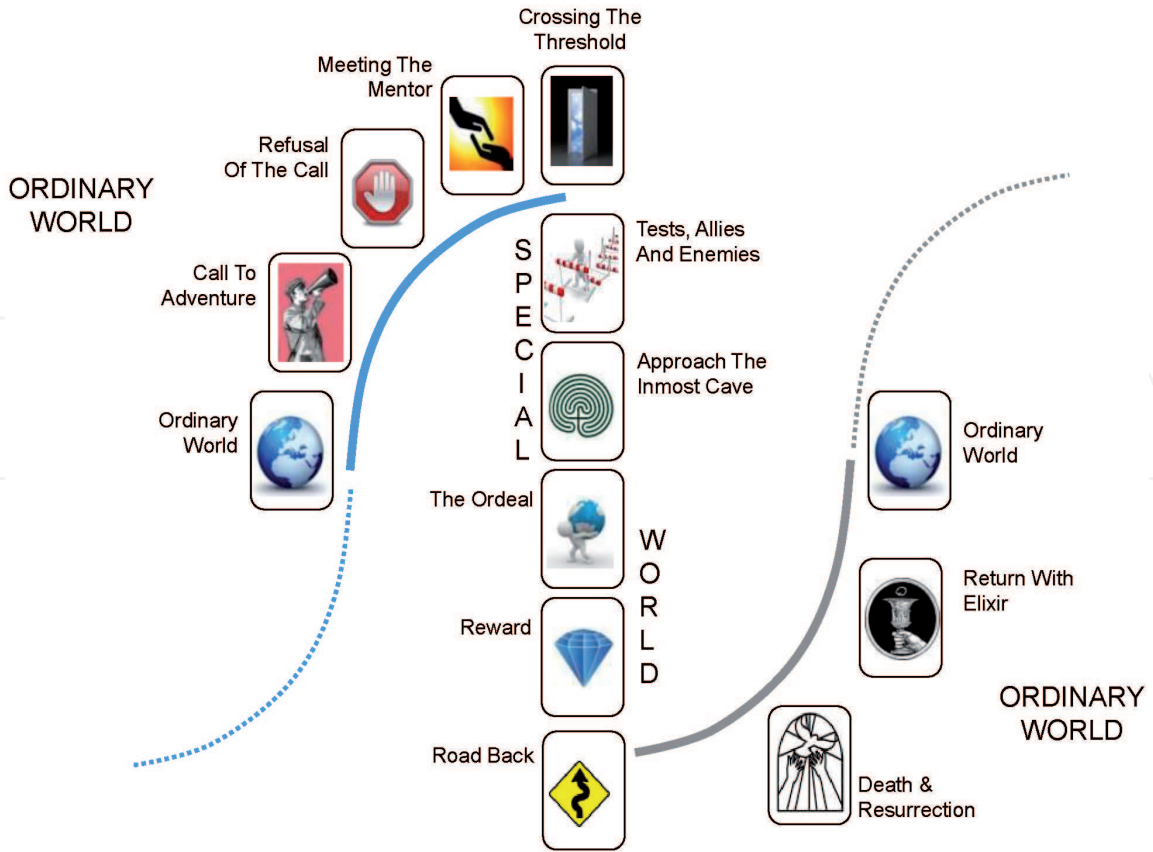 Crossing The
Threshold
Meeting The
Mentor
Refusal
Of The Call
ORDINARY
WORLD
Call To
Adventure
Ordinary
World
SPECIAL
Tests, Allies
And Enemies
Approach The
Inmost Cave
The Ordeal
WORLD
Reward
Road Back
Ordinary
World
Return With
Elixir
ORDINARY
WORLD
Death &
Resurrection